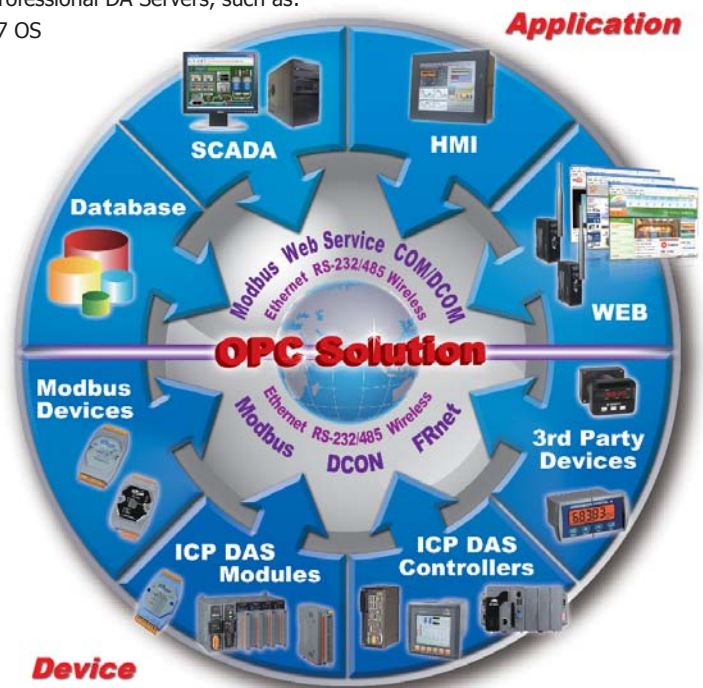 rofessional DA Servers, such as:
7 OS
Application
SCADA
HMI
Database
WEB
Modbus Web Service COM/DCOM
Ethernet RS-232/485 Wireless
OPC Solution
Ethernet RS-232/485 Wireless
Modbus DCON FRnet
Modbus
Devices
3rd Party
Devices
ICP DAS
Modules
ICP DAS
Controllers
Device